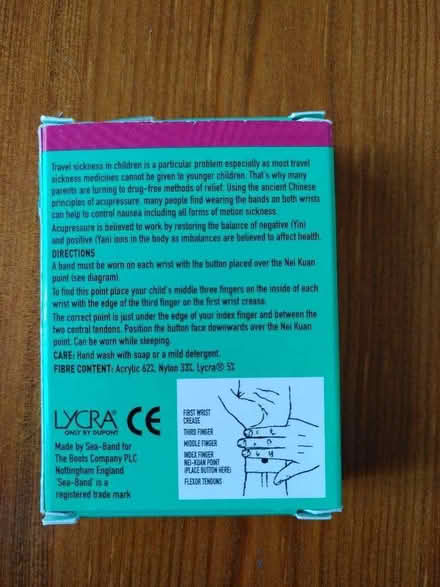 Travel sickness in children is a particular problem especially as most travel
sickness medicines cannot be given to younger children. That's why many
parents are turning to drug-free methods of relief. Using the ancient Chinese
principles of acupressure, many people find wearing the bands on both wrists
can help to control nausea including all forms of motion sickness.
Acupressure is believed to work by restoring the balance of negative (Yin)
and positive (Yan) ions in the body as imbalances are believed to affect health.
DIRECTIONS
A band must be worn on each wrist with the button placed over the Nei Kuan
point (see diagram).
To find this point place your child's middle three fingers on the inside of each
wrist with the edge of the third finger on the first wrist crease.
The correct point is just under the edge of your index finger and between the
two central tendons. Position the button face downwards over the Nei Kuan
point. Can be worn while sleeping.
CARE: Hand wash with soap or a mild detergent.
FIBRE CONTENT: Acrylic 62%, Nylon 33%, Lycra® 5%
LYCRA®
ONLY BY DUPONT
CE
Made by Sea-Band for
The Boots Company PLC
Nottingham England
'Sea-Band' is a
registered trade mark
FIRST WRIST
CREASE
THIRD FINGER
MIDDLE FINGER
INDEX FINGER
NEI-KUAN POINT
(PLACE BUTTON HERE)
FLEXOR TENDONS